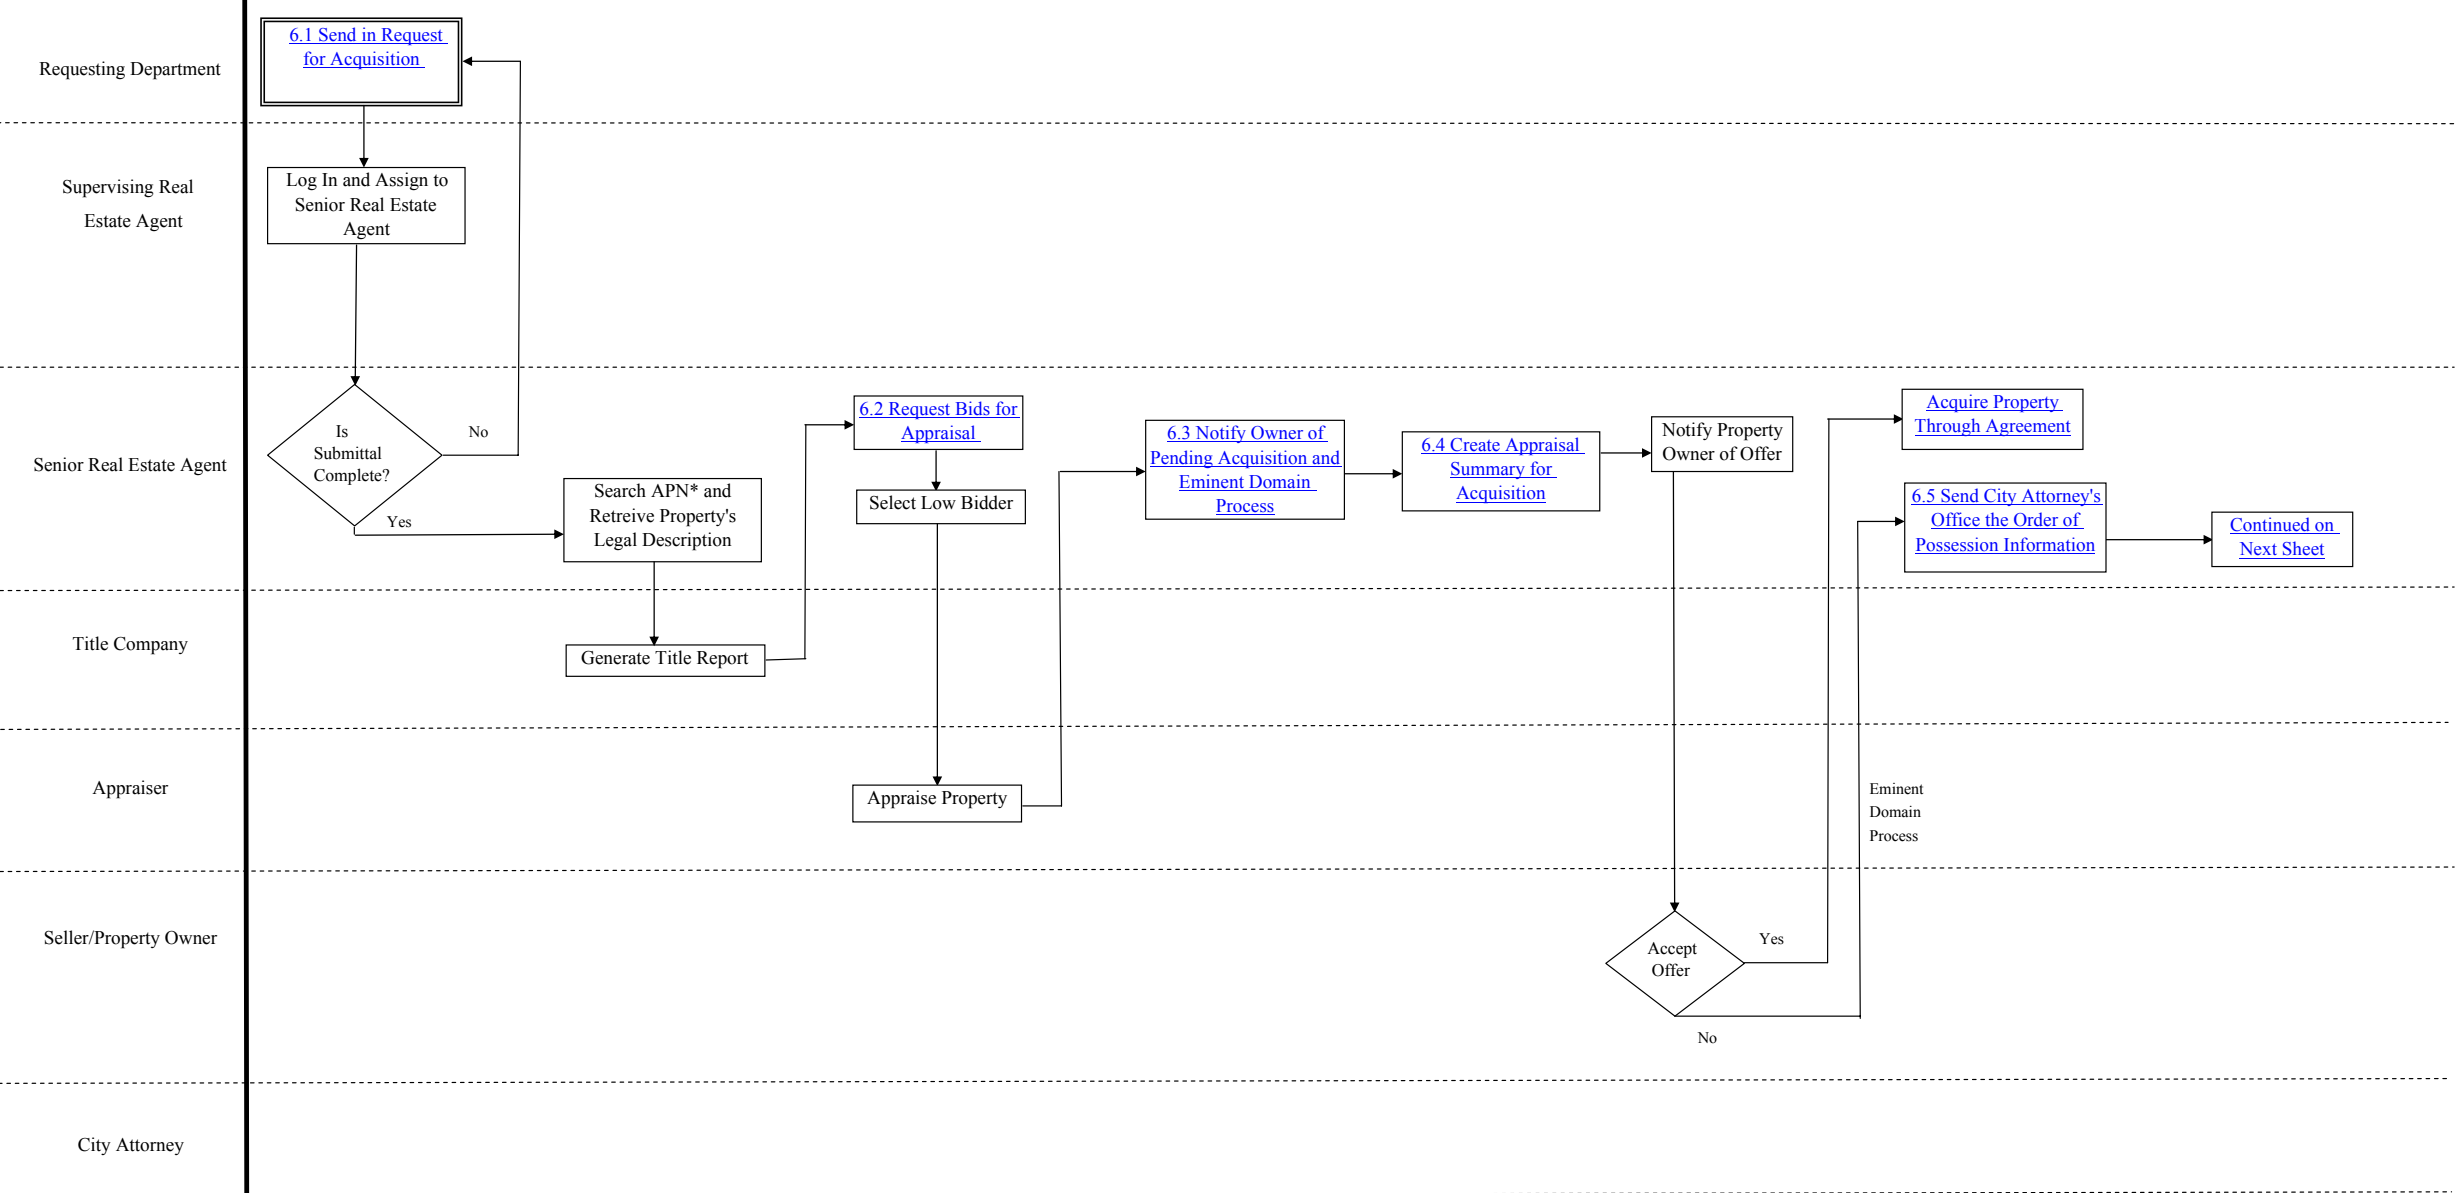 Requesting Department
6.1 Send in Request
for Acquisition
Supervising Real
Estate Agent
Log In and Assign to
Senior Real Estate
Agent
Senior Real Estate Agent
Is
Submittal
Complete?
No
Yes
Search APN* and
Retreive Property's
Legal Description
6.2 Request Bids for
Appraisal
Select Low Bidder
6.3 Notify Owner of
Pending Acquisition and
Eminent Domain
Process
6.4 Create Appraisal
Summary for
Acquisition
Notify Property
Owner of Offer
Acquire Property
Through Agreement
6.5 Send City Attorney's
Office the Order of
Possession Information
Continued on
Next Sheet
Title Company
Generate Title Report
Appraiser
Appraise Property
Eminent
Domain
Process
Seller/Property Owner
Accept
Offer
Yes
No
City Attorney